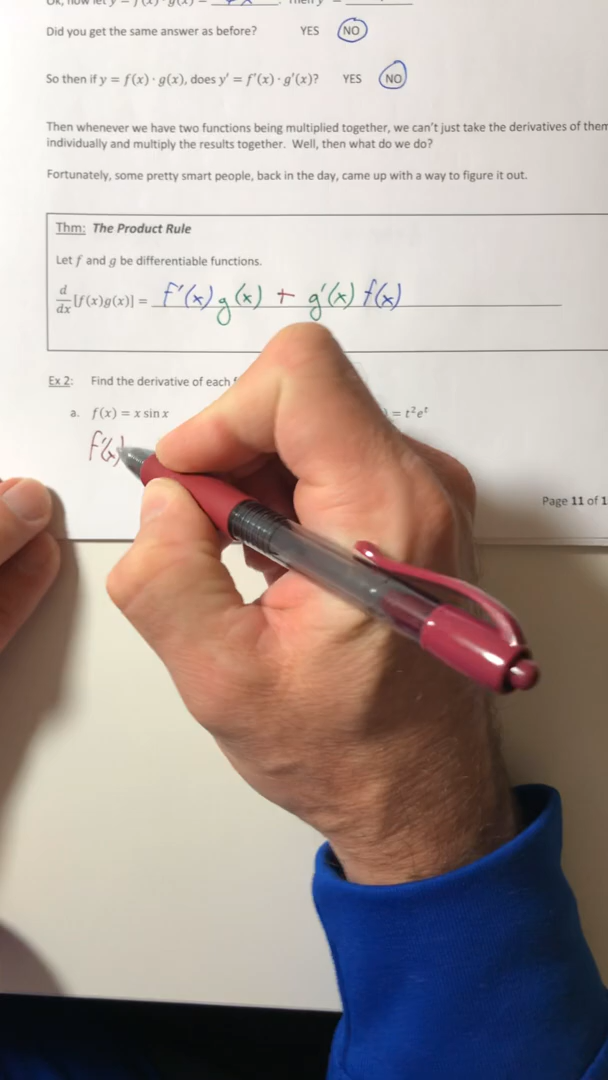 Did you get the same answer as before? YES NO
So then if y = f(x) · g(x), does y' = f'(x) · g'(x)? YES NO
Then whenever we have two functions being multiplied together, we can't just take the derivatives of them
individually and multiply the results together. Well, then what do we do?
Fortunately, some pretty smart people, back in the day, came up with a way to figure it out.
Thm: The Product Rule
Let f and g be differentiable functions.
d/dx [f(x)g(x)] = f'(x) g(x) + g'(x) f(x)
Ex 2: Find the derivative of each
a. f(x) = x sin x = t²eᵗ
f'(x)
Page 11 of 1